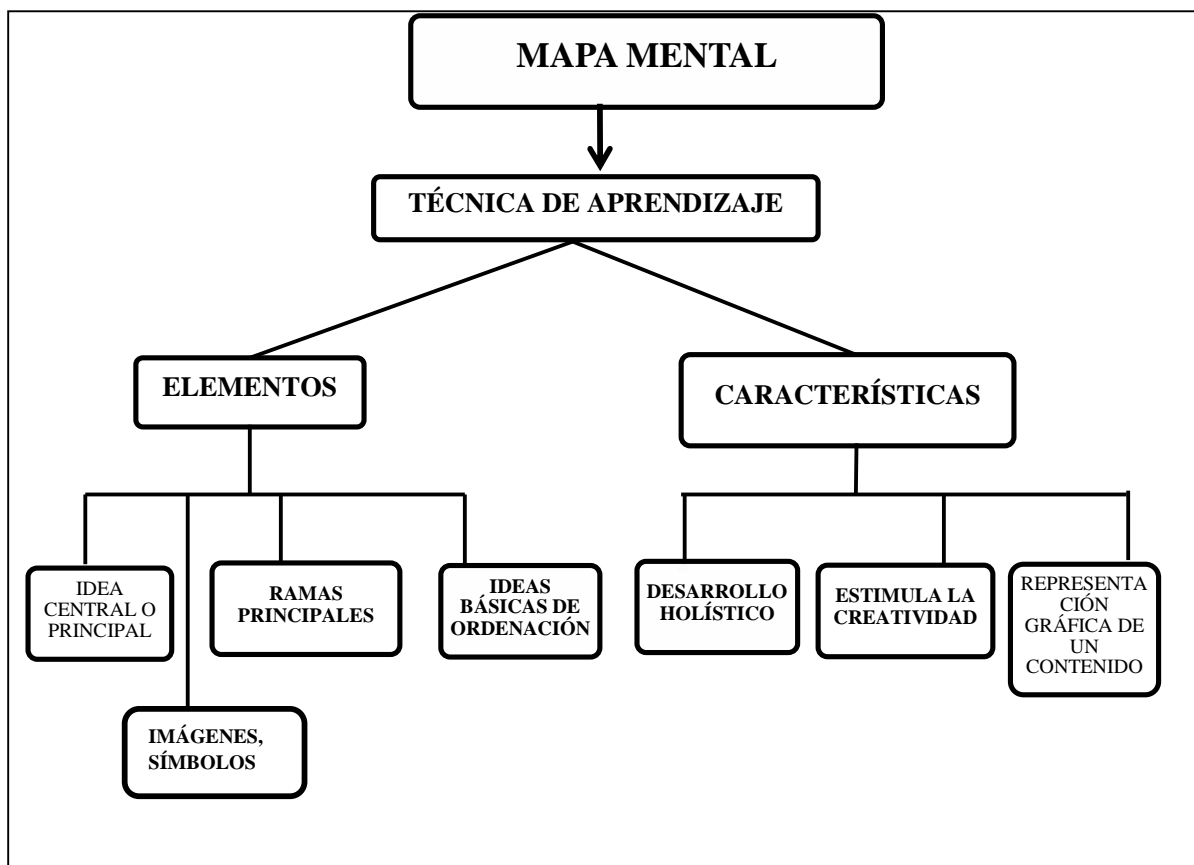 MAPA MENTAL
TÉCNICA DE APRENDIZAJE
ELEMENTOS
CARACTERÍSTICAS
IDEA
CENTRAL O
PRINCIPAL
RAMAS
PRINCIPALES
IDEAS
BÁSICAS DE
ORDENACIÓN
DESARROLLO
HOLÍSTICO
ESTIMULA LA
CREATIVIDAD
REPRESENTA
CIÓN
GRÁFICA DE
UN
CONTENIDO
IMÁGENES,
SÍMBOLOS